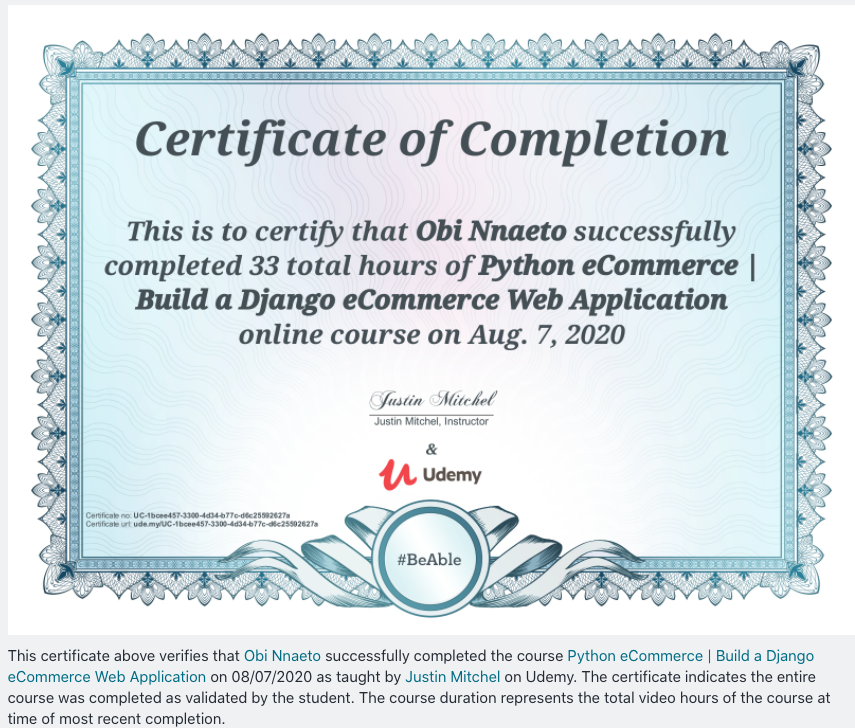 Certificate of Completion
This is to certify that Obi Nnaeto successfully
completed 33 total hours of Python eCommerce |
Build a Django eCommerce Web Application
online course on Aug. 7, 2020
Justin Mitchel
Justin Mitchel, Instructor
&
Udemy
Certificate no: UC-1bcee457-3300-4d34-b77c-d6c25592627a
Certificate url: ude.my/UC-1bcee457-3300-4d34-b77c-d6c25592627a
#BeAble
This certificate above verifies that Obi Nnaeto successfully completed the course Python eCommerce | Build a Django
eCommerce Web Application on 08/07/2020 as taught by Justin Mitchel on Udemy. The certificate indicates the entire
course was completed as validated by the student. The course duration represents the total video hours of the course at
time of most recent completion.